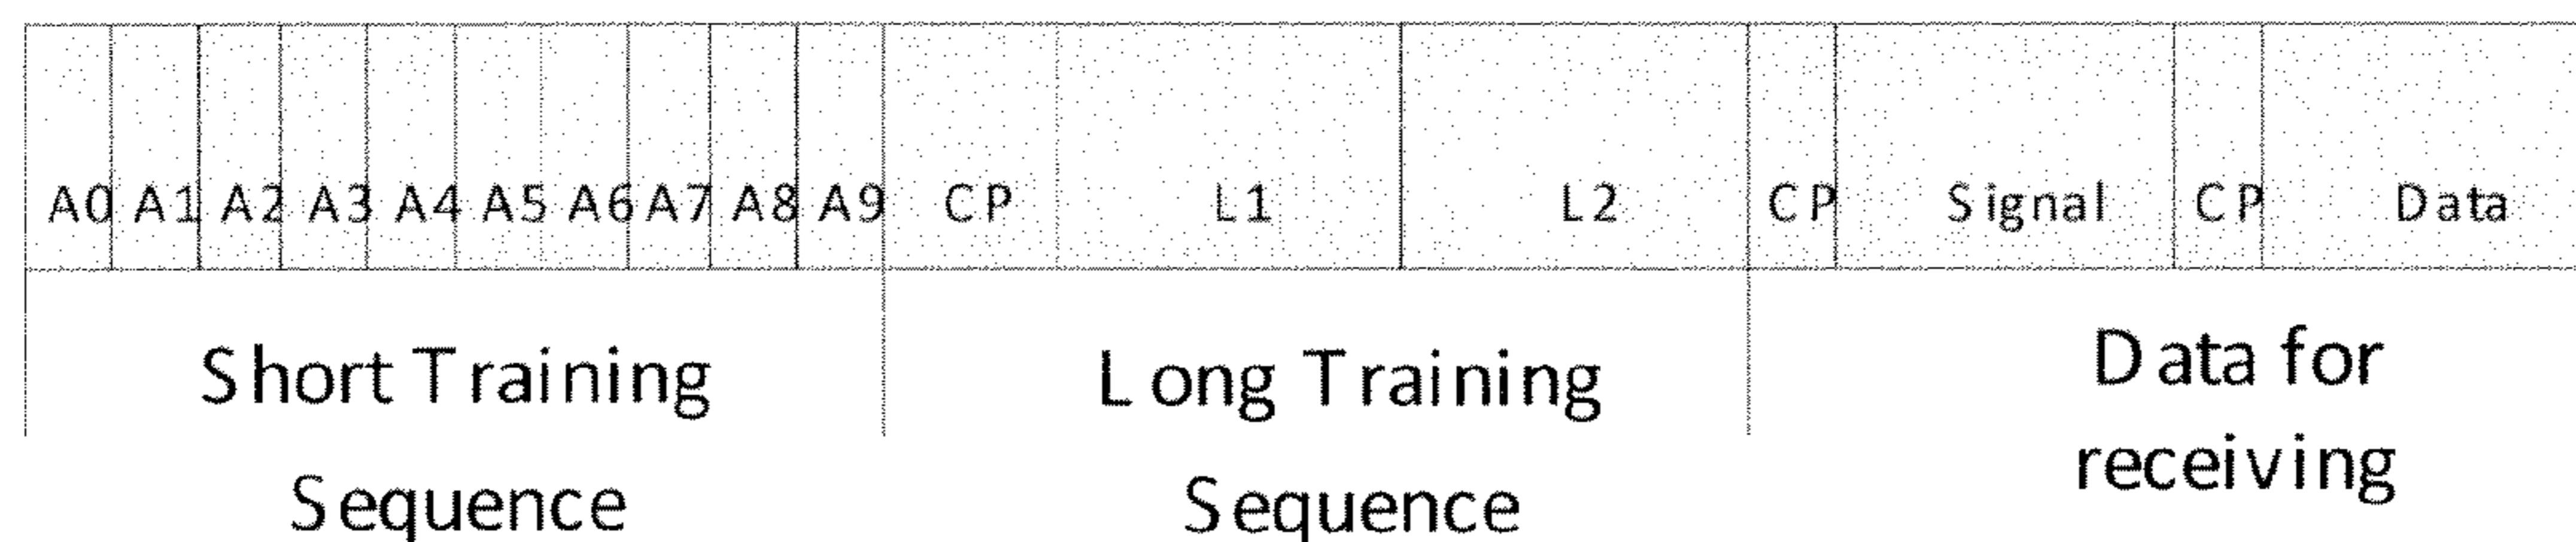 A0 A1 A2 A3 A4 A5 A6 A7 A8 A9 CP L1 L2 CP Signal CP Data
Short Training
Sequence
Long Training
Sequence
Data for
receiving